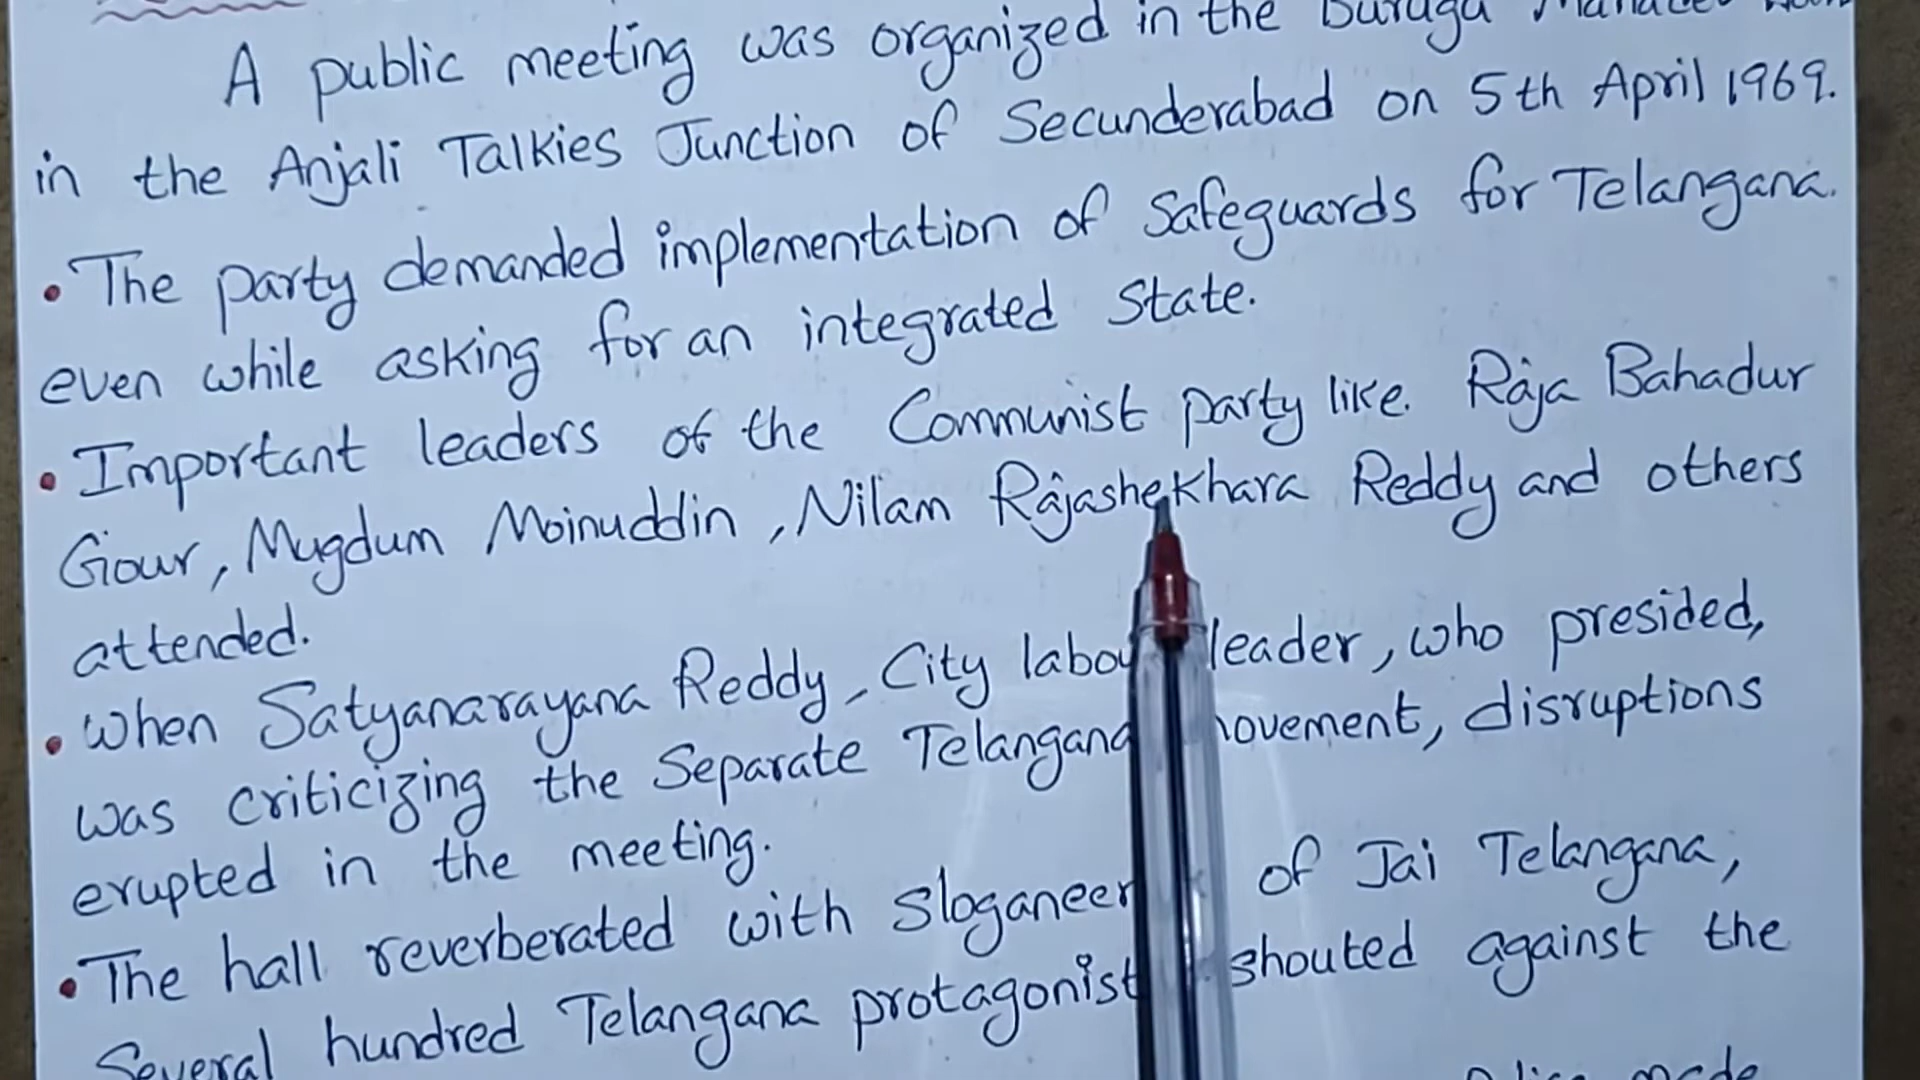 A public meeting was organized in the Buruga
in the Anjali Talkies Junction of Secunderabad on 5th April 1969.
• The party demanded implementation of safeguards for Telangana.
even while asking for an integrated State.
• Important leaders of the Communist party like. Raja Bahadur
Giour, Mugdum Moinuddin, Nilam Rajashekhara Reddy and others
attended.
• When Satyanarayana Reddy, City labou leader, who presided,
was criticizing the Separate Telangana movement, disruptions
erupted in the meeting.
• The hall reverberated with Sloganeer of Jai Telangana,
Several hundred Telangana protagonist shouted against the
made